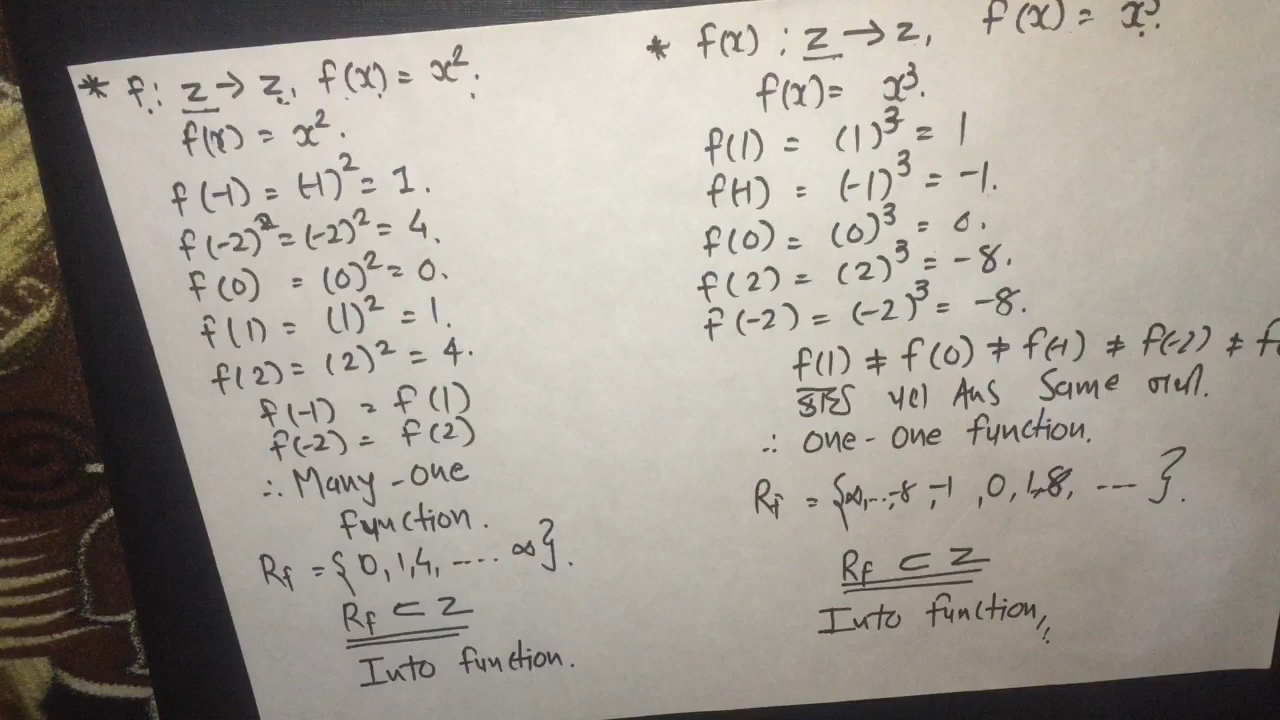 * f: Z → Z, f(x) = x².
f(x) = x².
f(-1) = (-1)² = 1.
f(-2)² = (-2)² = 4.
f(0) = (0)² = 0.
f(1) = (1)² = 1.
f(2) = (2)² = 4.
f(-1) = f(1)
f(-2) = f(2)
∴ Many-one
function.
Rf = {0, 1, 4, ---- ∞}.
Rf ⊂ Z
Into function.
* f(x) : Z → Z, f(x) = x³.
f(x) = x³.
f(1) = (1)³ = 1
f(-1) = (-1)³ = -1.
f(0) = (0)³ = 0.
f(2) = (2)³ = -8.
f(-2) = (-2)³ = -8.
f(1) ≠ f(0) ≠ f(-1) ≠ f(-2) ≠ f
કોઈ પણ Ans Same નથી.
∴ one-one function.
Rf = {∞, ...,-8, -1, 0, 1, 8, --- }.
Rf ⊂ Z
Into function